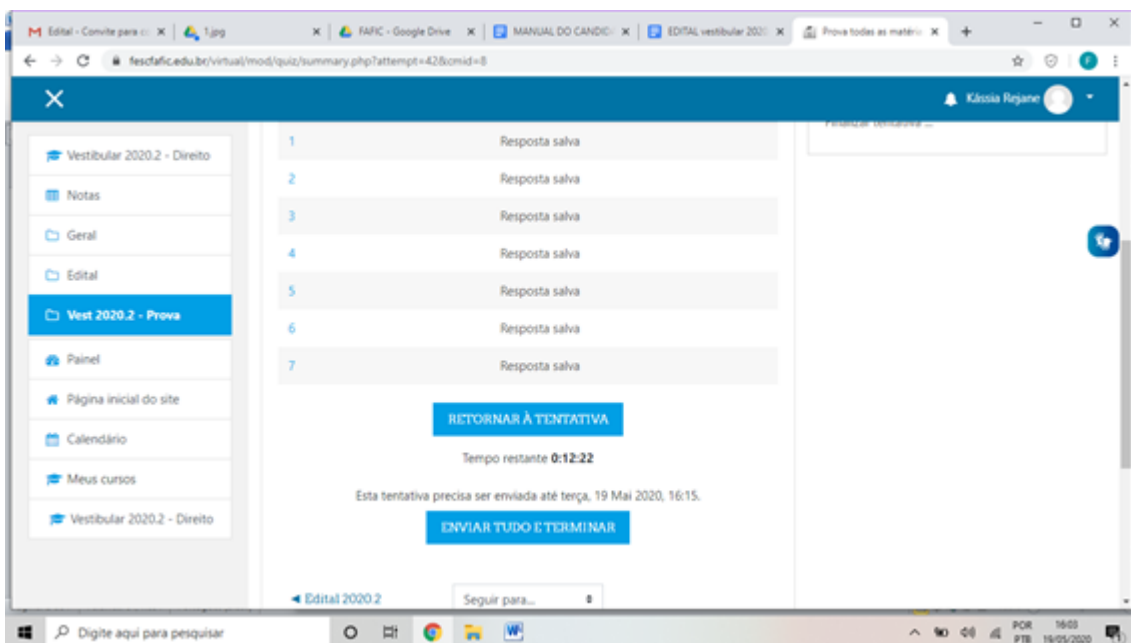 Edital - Convite para c
1.jpg
FAFIC - Google Drive
MANUAL DO CANDID
EDITAL vestibular 202
Prova todas as matéri
fescfafic.edu.br/virtual/mod/quiz/summary.php?attempt=42&cmid=8
F
Kássia Rejane
Finalizar tentativa ...
Vestibular 2020.2 - Direito
Notas
Geral
Edital
Vest 2020.2 - Prova
Painel
Página inicial do site
Calendário
Meus cursos
Vestibular 2020.2 - Direito
1 Resposta salva
2 Resposta salva
3 Resposta salva
4 Resposta salva
5 Resposta salva
6 Resposta salva
7 Resposta salva
RETORNAR À TENTATIVA
Tempo restante 0:12:22
Esta tentativa precisa ser enviada até terça, 19 Mai 2020, 16:15.
ENVIAR TUDO E TERMINAR
◄ Edital 2020.2
Seguir para...
Digite aqui para pesquisar
POR
PTB
16:03
19/05/2020